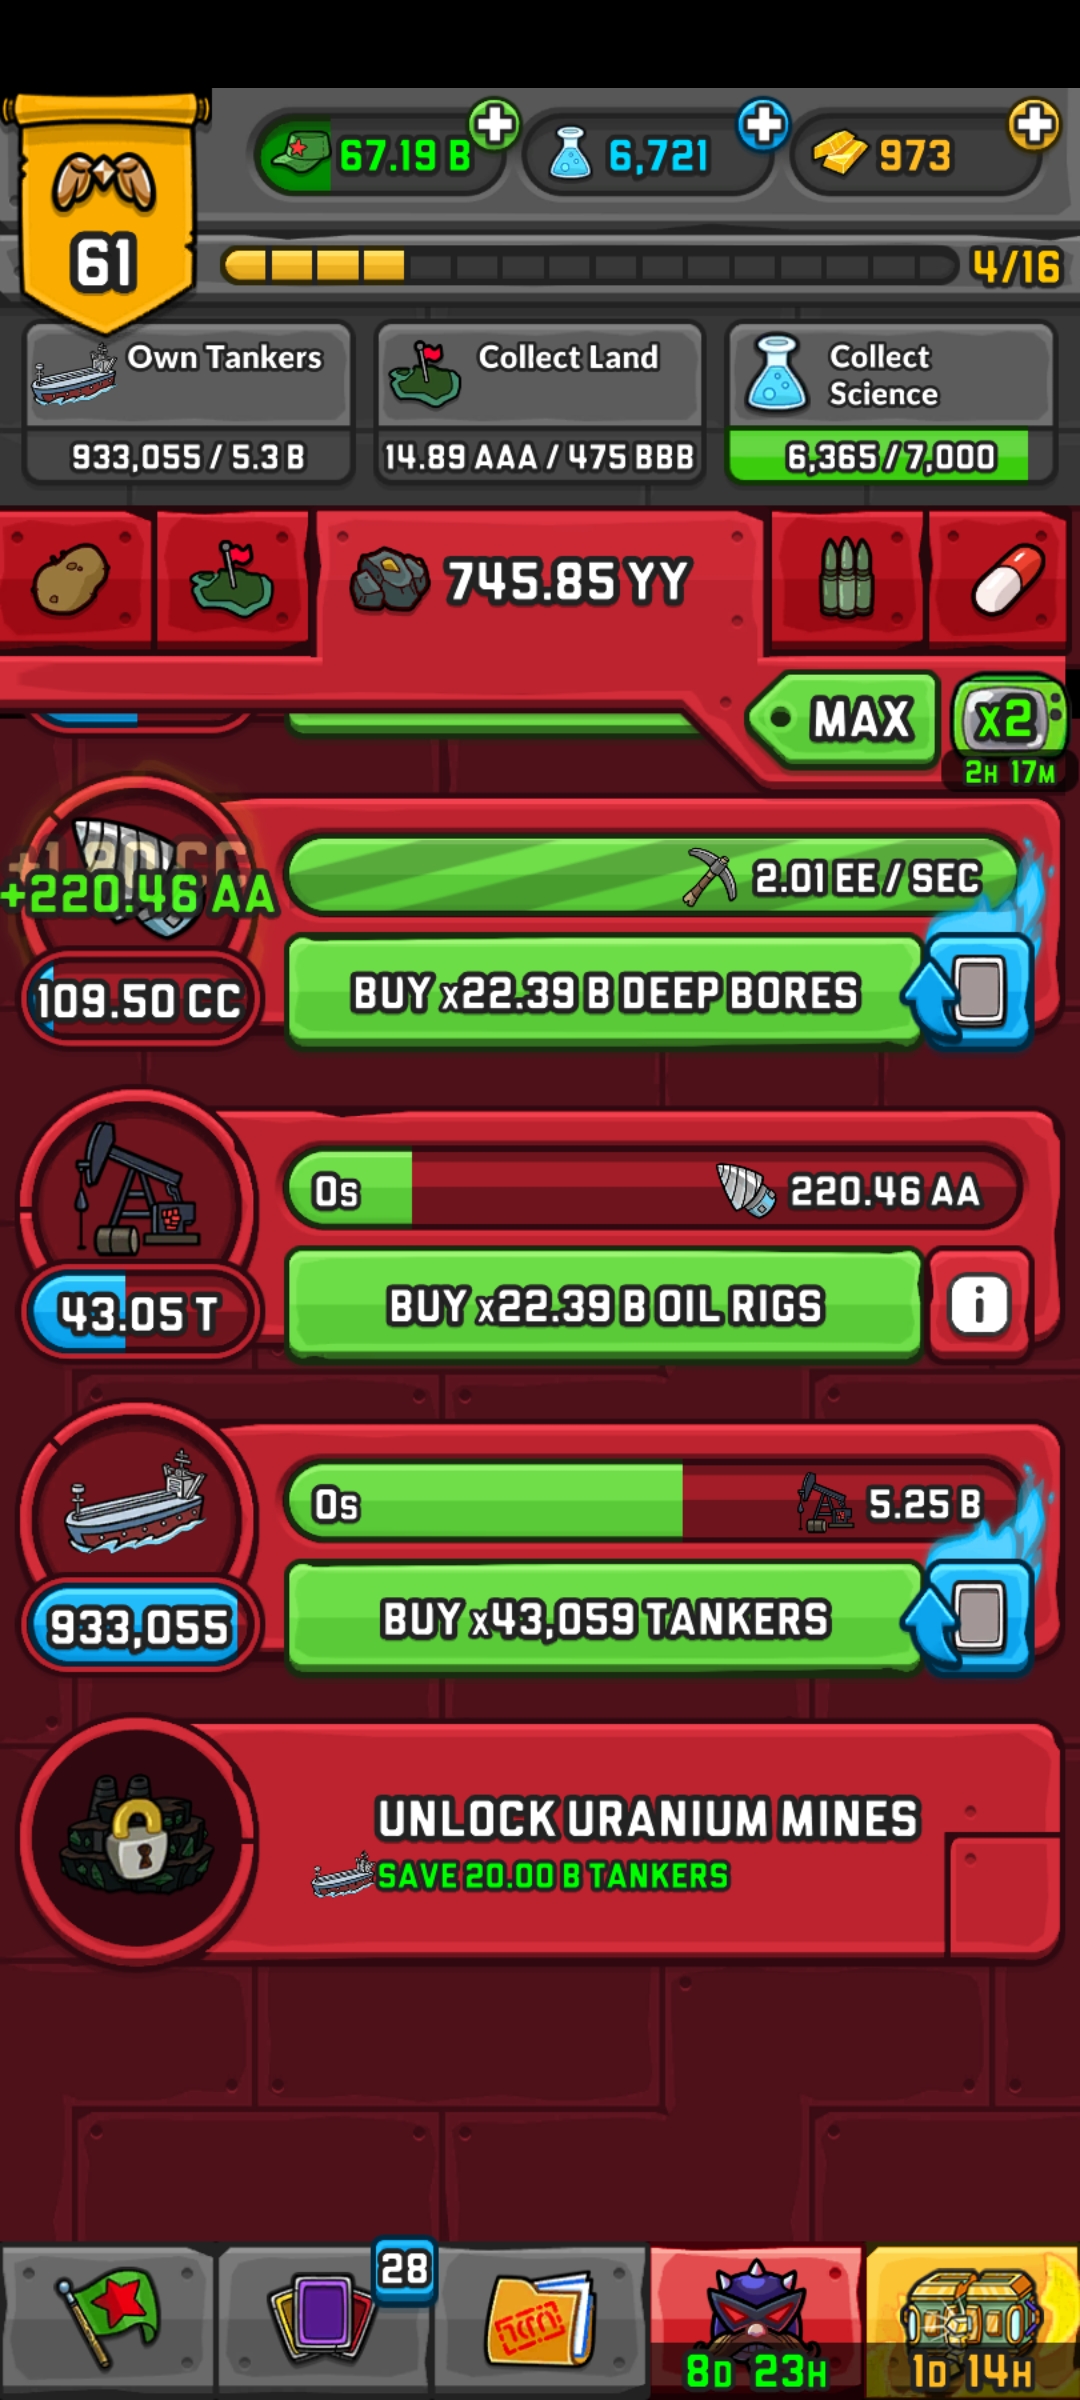 67.19 B
6,721
973
61
4/16
Own Tankers
933,055 / 5.3 B
Collect Land
14.89 AAA / 475 BBB
Collect
Science
6,365 / 7,000
745.85 YY
MAX
x2
2H 17M
+220.46 AA
2.01 EE / SEC
109.50 CC
BUY x22.39 B DEEP BORES
0s
220.46 AA
43.05 T
BUY x22.39 B OIL RIGS
i
0s
5.25 B
933,055
BUY x43,059 TANKERS
UNLOCK URANIUM MINES
SAVE 20.00 B TANKERS
28
8D 23H
1D 14H